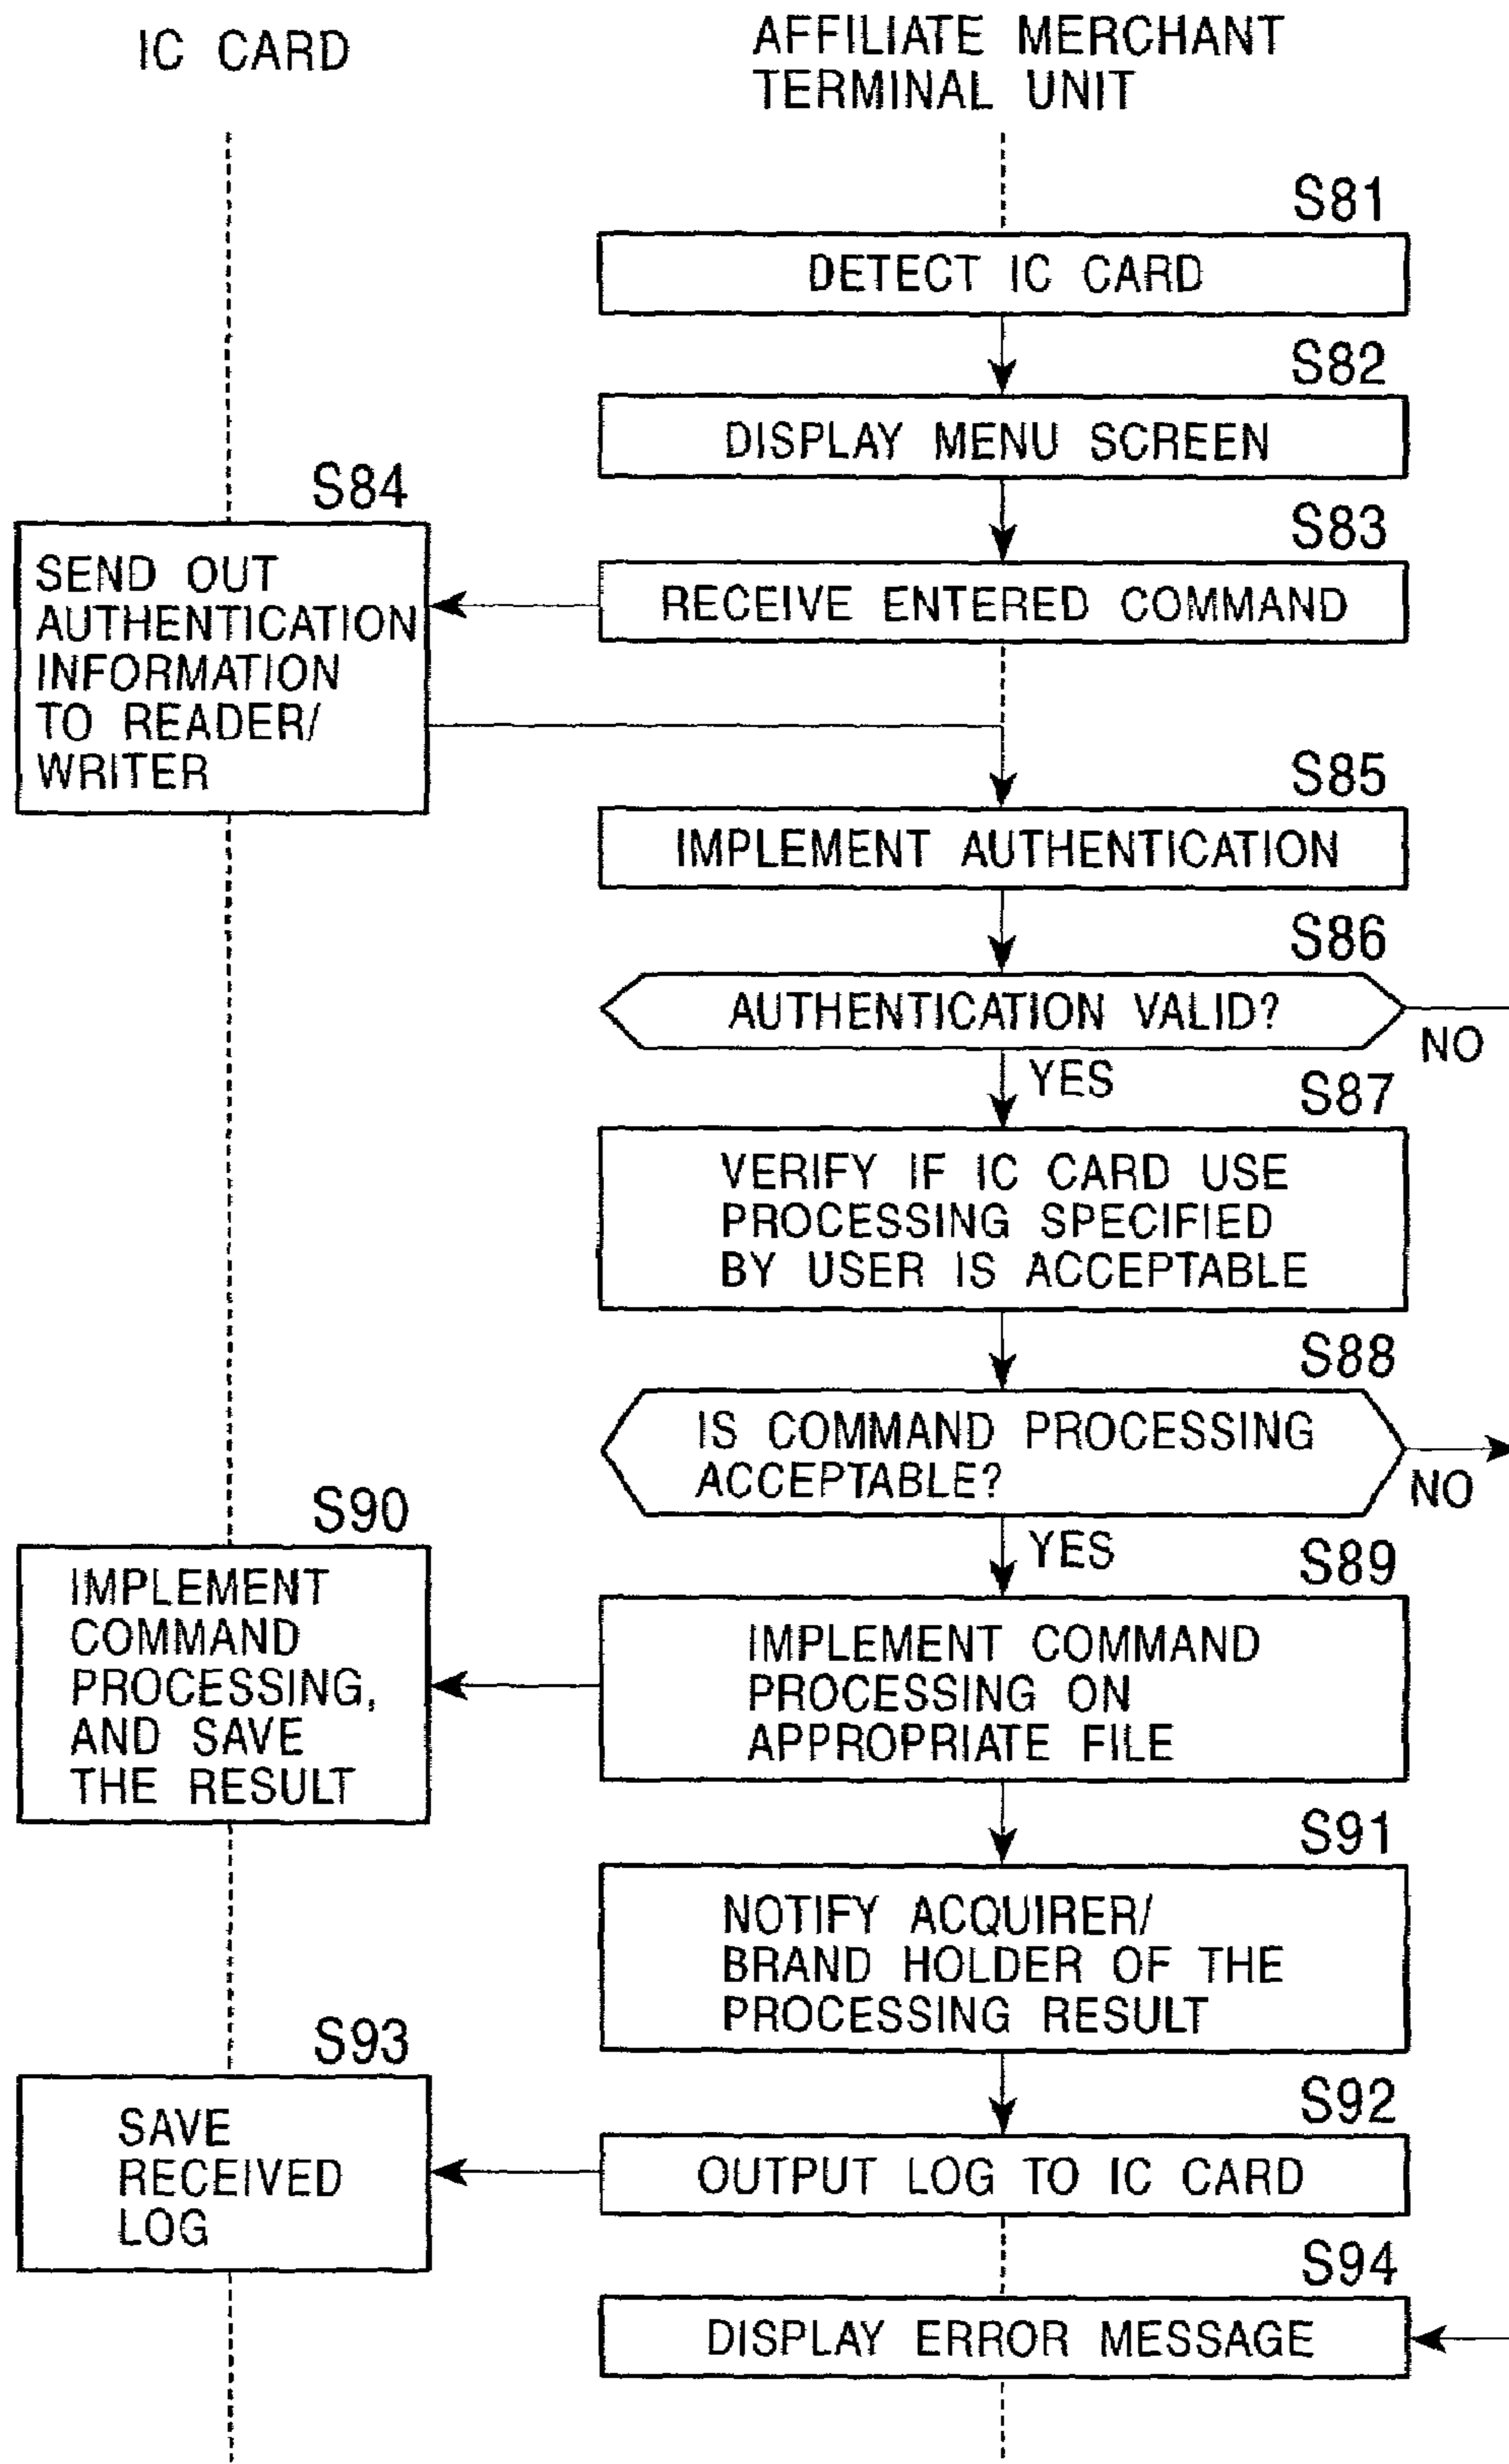 IC CARD
AFFILIATE MERCHANT
TERMINAL UNIT
S81
DETECT IC CARD
S82
DISPLAY MENU SCREEN
S84
S83
SEND OUT
AUTHENTICATION
INFORMATION
TO READER/
WRITER
RECEIVE ENTERED COMMAND
S85
IMPLEMENT AUTHENTICATION
S86
AUTHENTICATION VALID?
NO
YES
S87
VERIFY IF IC CARD USE
PROCESSING SPECIFIED
BY USER IS ACCEPTABLE
S88
IS COMMAND PROCESSING
ACCEPTABLE?
NO
YES
S90
S89
IMPLEMENT
COMMAND
PROCESSING,
AND SAVE
THE RESULT
IMPLEMENT COMMAND
PROCESSING ON
APPROPRIATE FILE
S91
NOTIFY ACQUIRER/
BRAND HOLDER OF THE
PROCESSING RESULT
S93
S92
SAVE
RECEIVED
LOG
OUTPUT LOG TO IC CARD
S94
DISPLAY ERROR MESSAGE